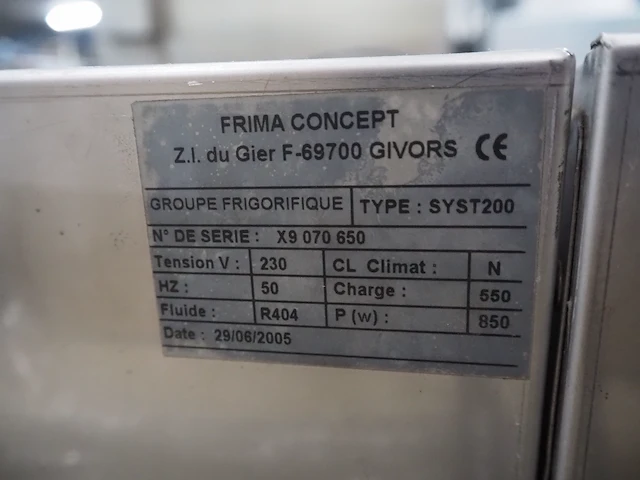 FRIMA CONCEPT
Z.I. du Gier F-69700 GIVORS CE
GROUPE FRIGORIFIQUE TYPE : SYST200
N° DE SERIE : X9 070 650
Tension V : 230 CL Climat : N
HZ : 50 Charge : 550
Fluide : R404 P (w) : 850
Date : 29/06/2005